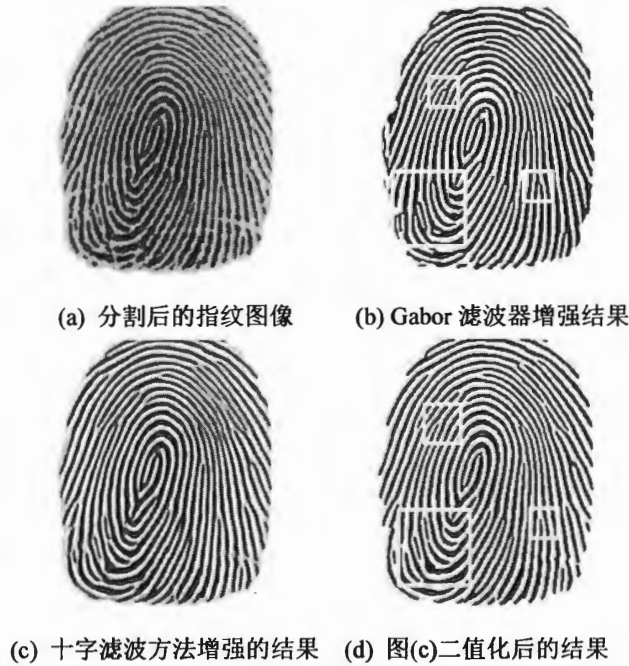 (a) 分割后的指纹图像
(b) Gabor 滤波器增强结果
(c) 十字滤波方法增强的结果
(d) 图(c)二值化后的结果